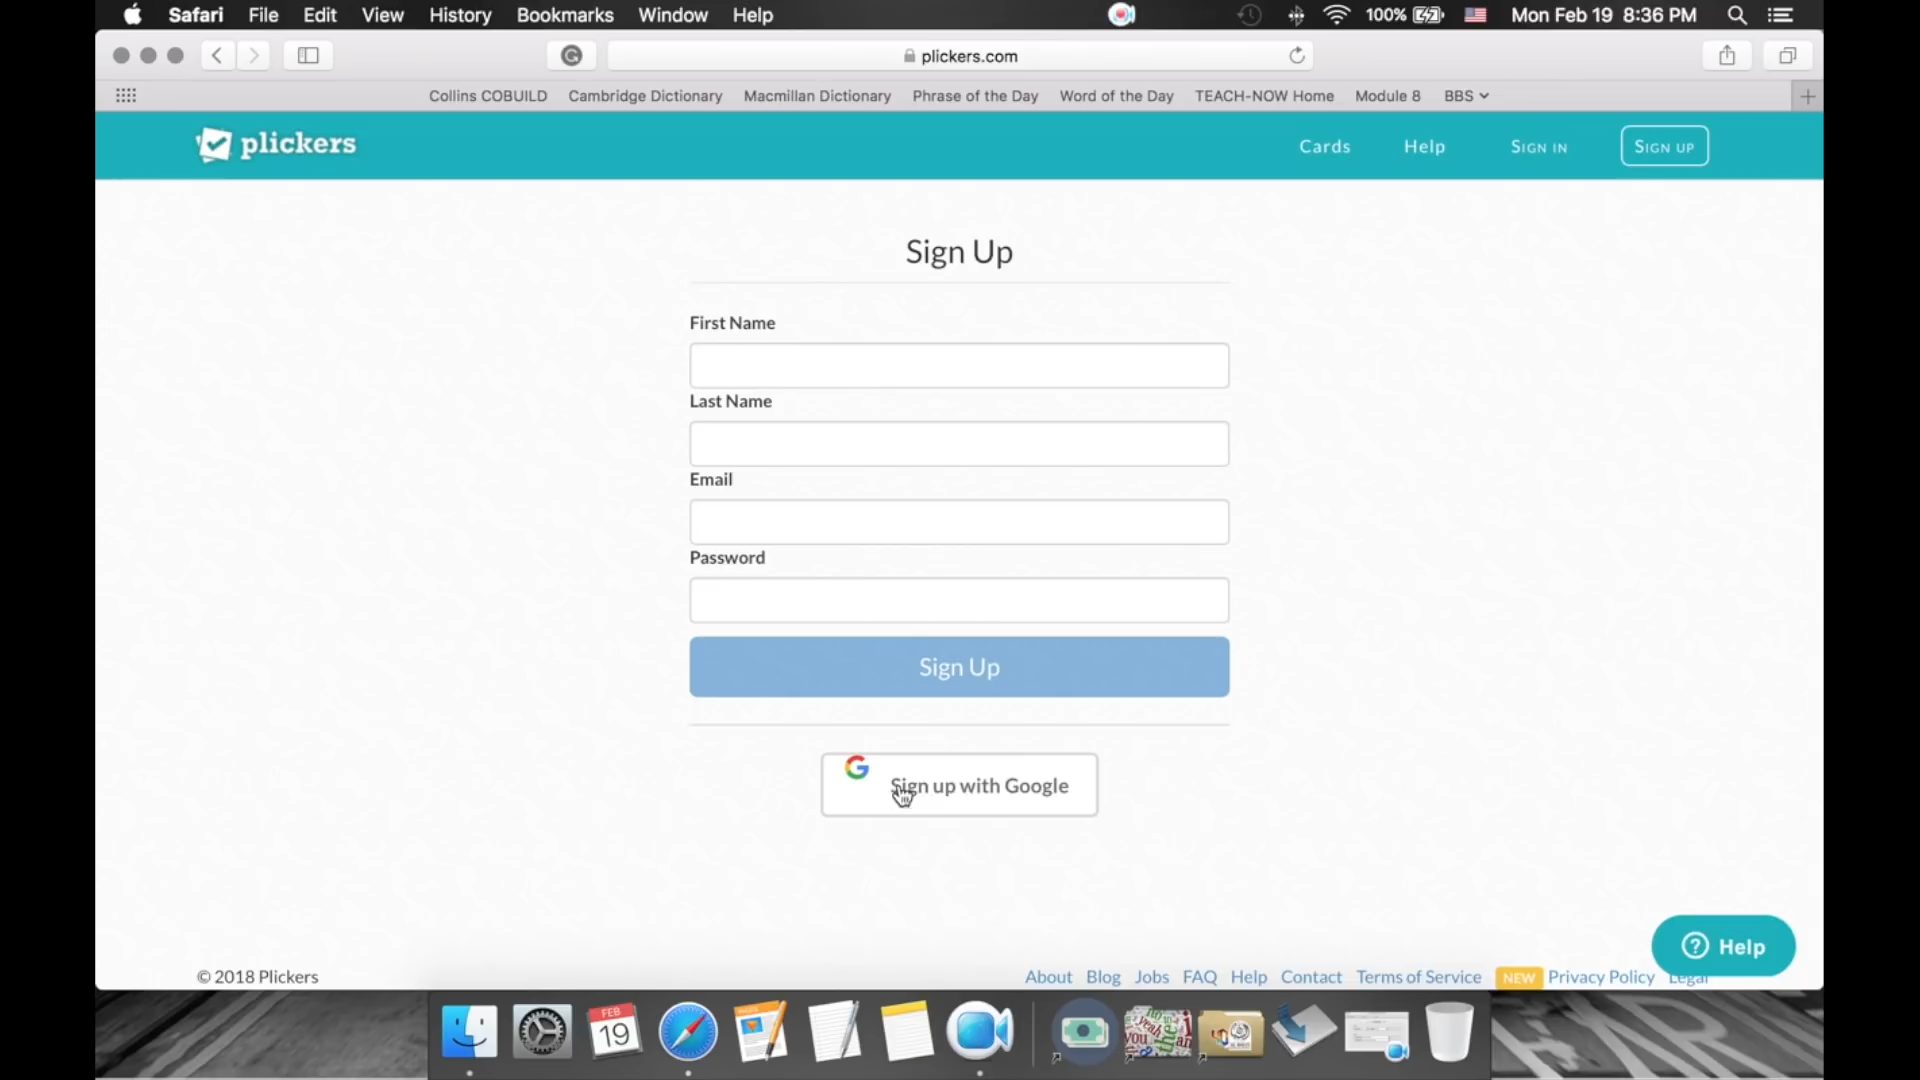 Safari File Edit View History Bookmarks Window Help 100% Mon Feb 19 8:36 PM
plickers.com
Collins COBUILD Cambridge Dictionary Macmillan Dictionary Phrase of the Day Word of the Day TEACH-NOW Home Module 8 BBS
plickers Cards Help SIGN IN SIGN UP
Sign Up
First Name
Last Name
Email
Password
Sign Up
Sign up with Google
Help
© 2018 Plickers About Blog Jobs FAQ Help Contact Terms of Service NEW Privacy Policy Legal
FEB
19